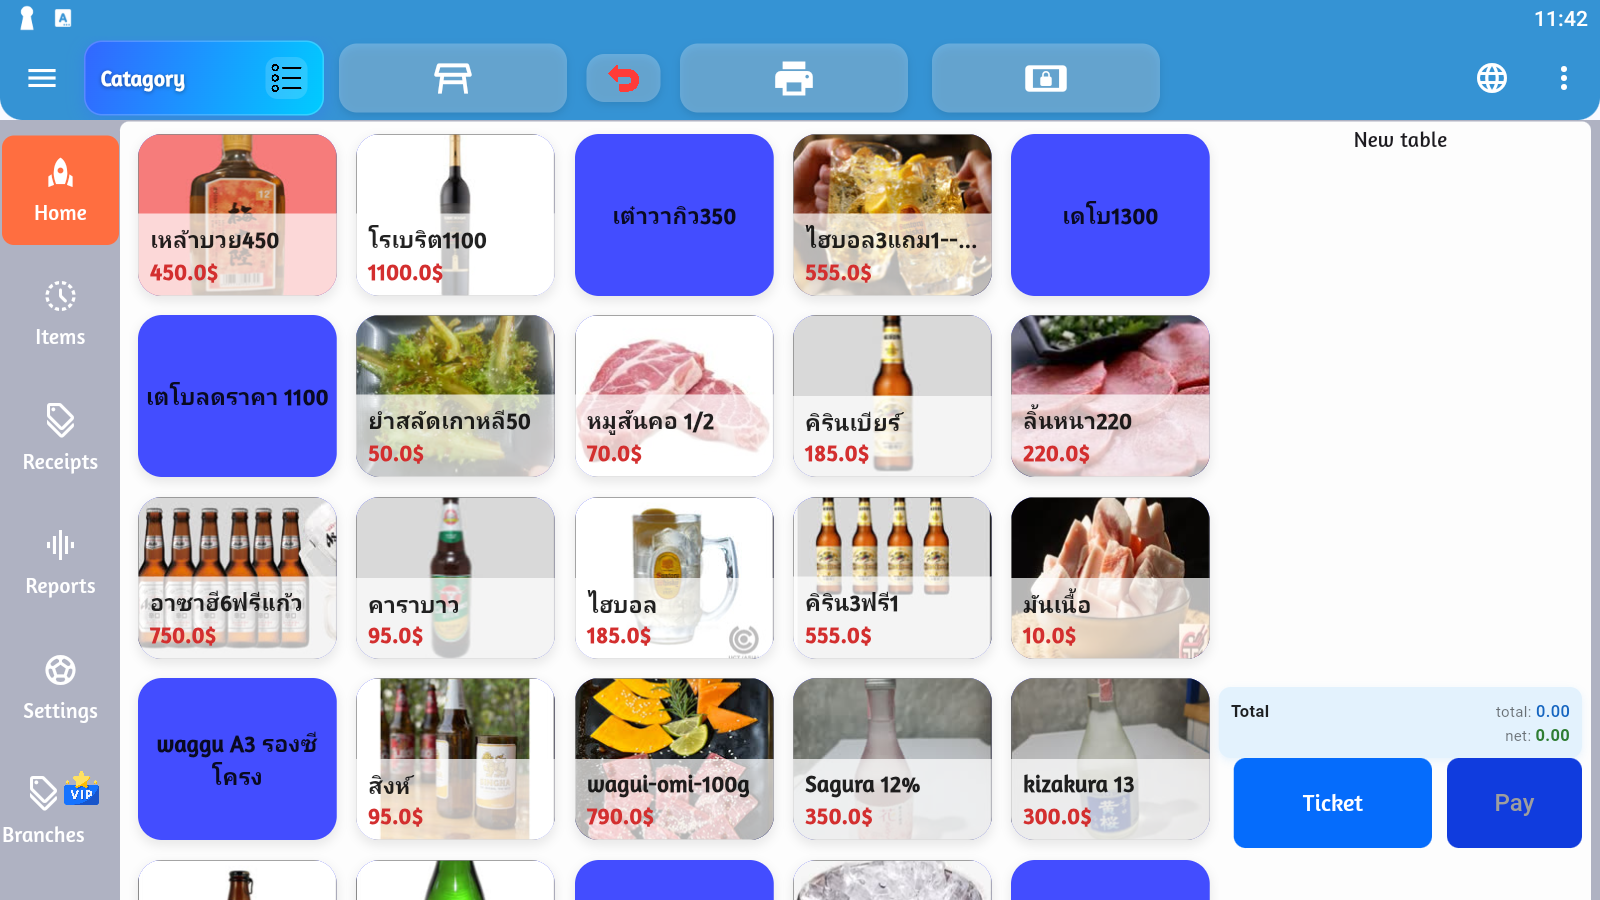 11:42
Catagory
New table
Home
Items
Receipts
Reports
Settings
VIP
Branches
เหล้าบวย450
450.0$
โรเบริต1100
1100.0$
เต๋าวากิว350
ไฮบอล3แถม1--...
555.0$
เดโบ1300
เตโบลดราคา 1100
ยำสลัดเกาหลี50
50.0$
หมูสันคอ 1/2
70.0$
คิรินเบียร์
185.0$
ลิ้นหนา220
220.0$
อาซาฮี6ฟรีแก้ว
750.0$
คาราบาว
95.0$
ไฮบอล
185.0$
คิริน3ฟรี1
555.0$
มันเนื้อ
10.0$
waggu A3 รองซี
โครง
สิงห์
95.0$
wagui-omi-100g
790.0$
Sagura 12%
350.0$
kizakura 13
300.0$
Total
total: 0.00
net: 0.00
Ticket
Pay